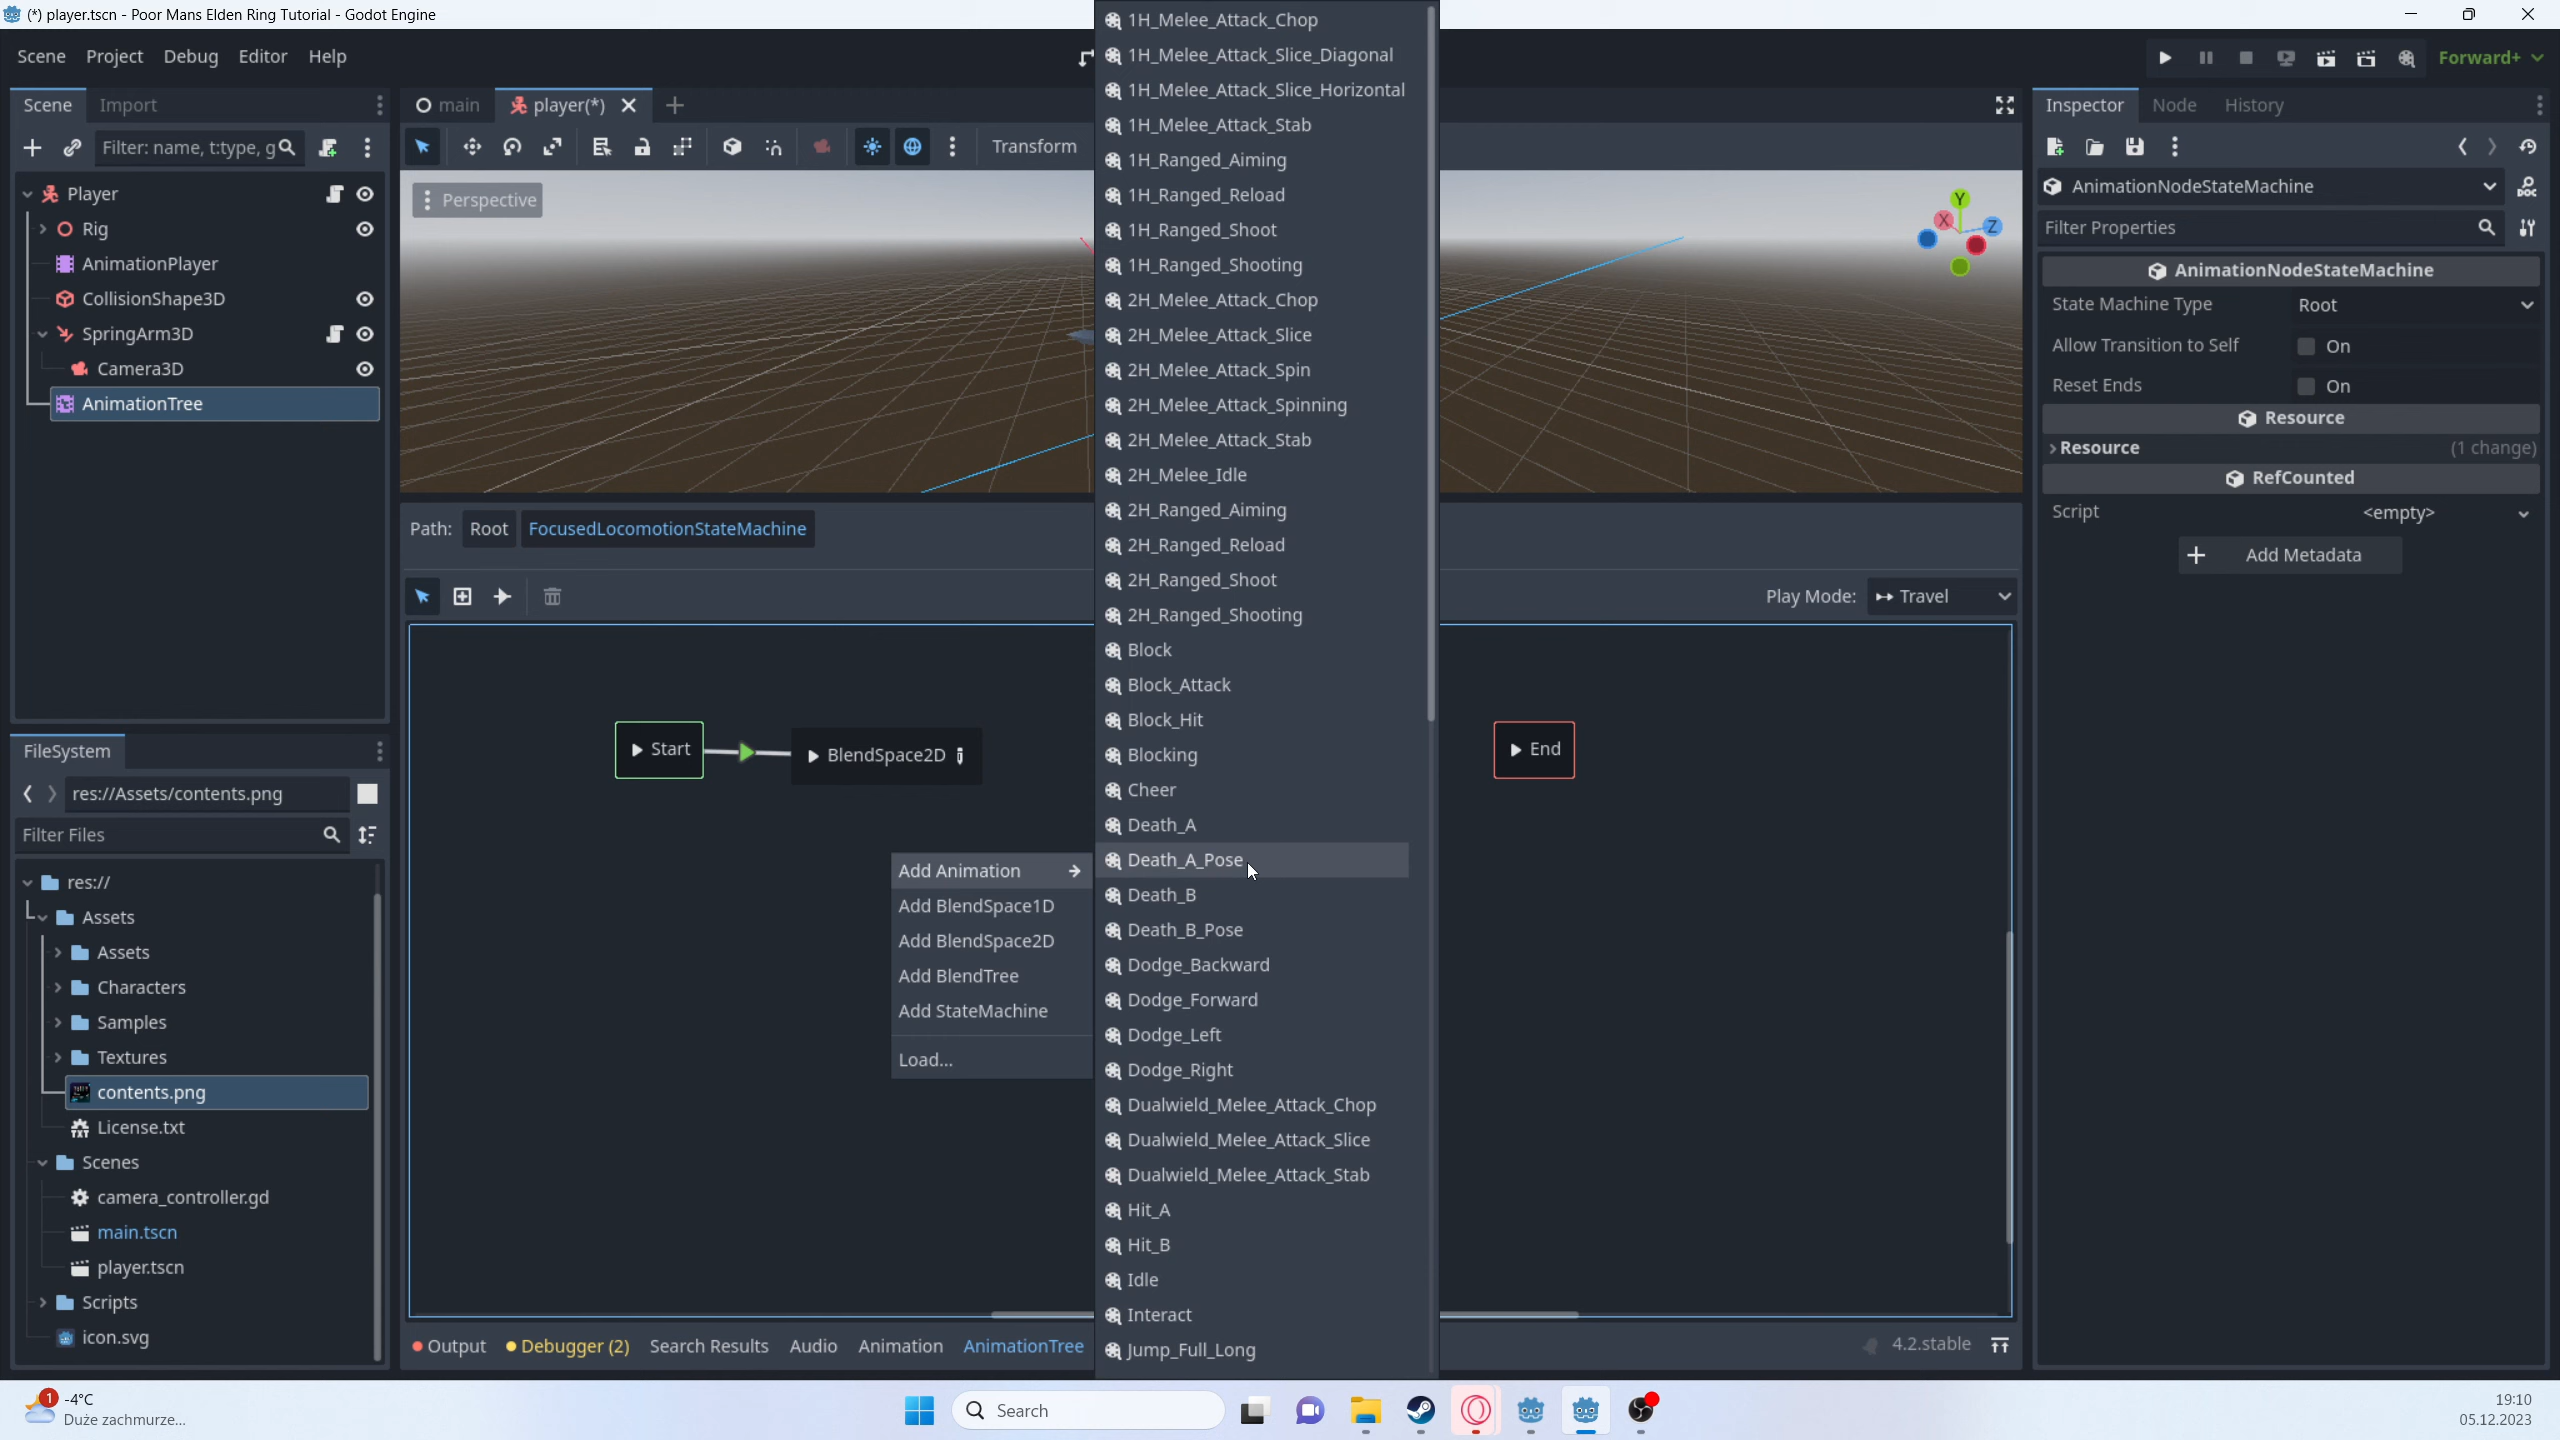 (*) player.tscn - Poor Mans Elden Ring Tutorial - Godot Engine
Scene Project Debug Editor Help
Forward+
Scene Import
main player(*)
Inspector Node History
Filter: name, t:type, g
Transform
Player
Rig
AnimationPlayer
CollisionShape3D
SpringArm3D
Camera3D
AnimationTree
Perspective
Y
X
Z
Path: Root FocusedLocomotionStateMachine
Play Mode: Travel
Start
BlendSpace2D
End
Add Animation
Add BlendSpace1D
Add BlendSpace2D
Add BlendTree
Add StateMachine
Load...
1H_Melee_Attack_Chop
1H_Melee_Attack_Slice_Diagonal
1H_Melee_Attack_Slice_Horizontal
1H_Melee_Attack_Stab
1H_Ranged_Aiming
1H_Ranged_Reload
1H_Ranged_Shoot
1H_Ranged_Shooting
2H_Melee_Attack_Chop
2H_Melee_Attack_Slice
2H_Melee_Attack_Spin
2H_Melee_Attack_Spinning
2H_Melee_Attack_Stab
2H_Melee_Idle
2H_Ranged_Aiming
2H_Ranged_Reload
2H_Ranged_Shoot
2H_Ranged_Shooting
Block
Block_Attack
Block_Hit
Blocking
Cheer
Death_A
Death_A_Pose
Death_B
Death_B_Pose
Dodge_Backward
Dodge_Forward
Dodge_Left
Dodge_Right
Dualwield_Melee_Attack_Chop
Dualwield_Melee_Attack_Slice
Dualwield_Melee_Attack_Stab
Hit_A
Hit_B
Idle
Interact
Jump_Full_Long
AnimationNodeStateMachine
DOC
Filter Properties
AnimationNodeStateMachine
State Machine Type Root
Allow Transition to Self On
Reset Ends On
Resource
Resource (1 change)
RefCounted
Script <empty>
Add Metadata
FileSystem
res://Assets/contents.png
Filter Files
res://
Assets
Assets
Characters
Samples
Textures
contents.png
License.txt
Scenes
camera_controller.gd
main.tscn
player.tscn
Scripts
icon.svg
Output Debugger (2) Search Results Audio Animation AnimationTree
4.2.stable
1
-4°C
Duże zachmurze...
Search
19:10
05.12.2023